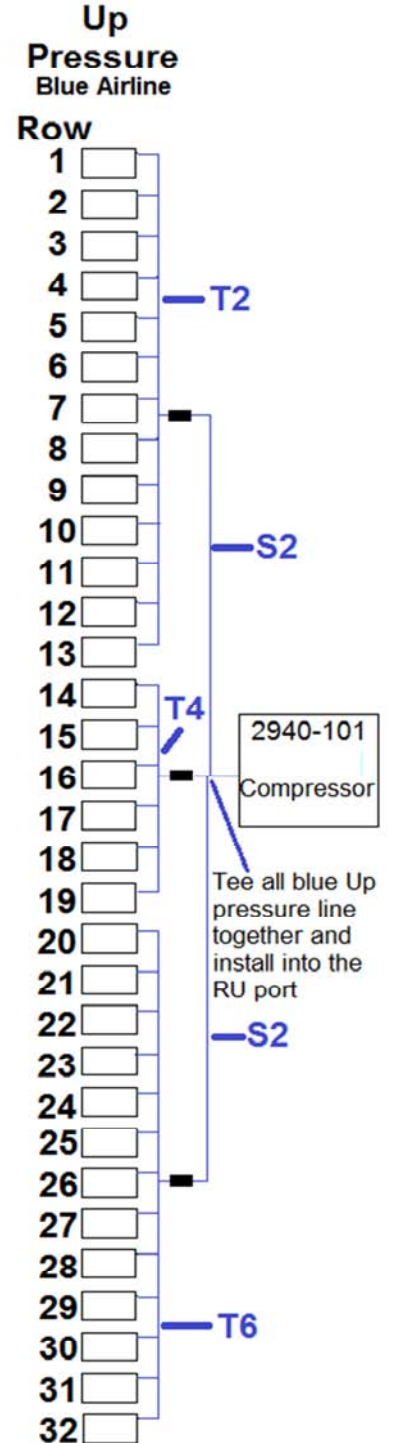 Up
Pressure
Blue Airline
Row
1
2
3
4
T2
5
6
7
8
9
10
S2
11
12
13
14
T4
15
2940-101
16
Compressor
17
18
19
Tee all blue Up
pressure line
together and
install into the
RU port
20
21
22
S2
23
24
25
26
27
28
29
T6
30
31
32